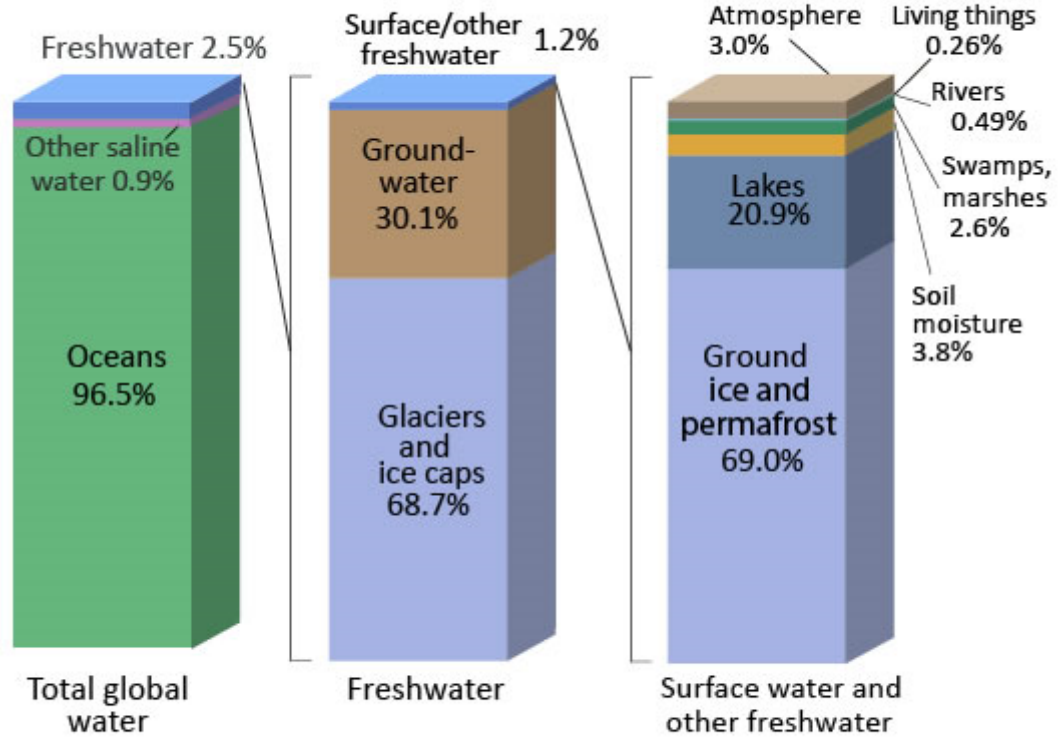 Freshwater 2.5%
Other saline
water 0.9%
Oceans
96.5%
Total global
water
Surface/other
freshwater 1.2%
Ground-
water
30.1%
Glaciers
and
ice caps
68.7%
Freshwater
Atmosphere
3.0%
Living things
0.26%
Rivers
0.49%
Swamps,
marshes
2.6%
Soil
moisture
3.8%
Lakes
20.9%
Ground
ice and
permafrost
69.0%
Surface water and
other freshwater